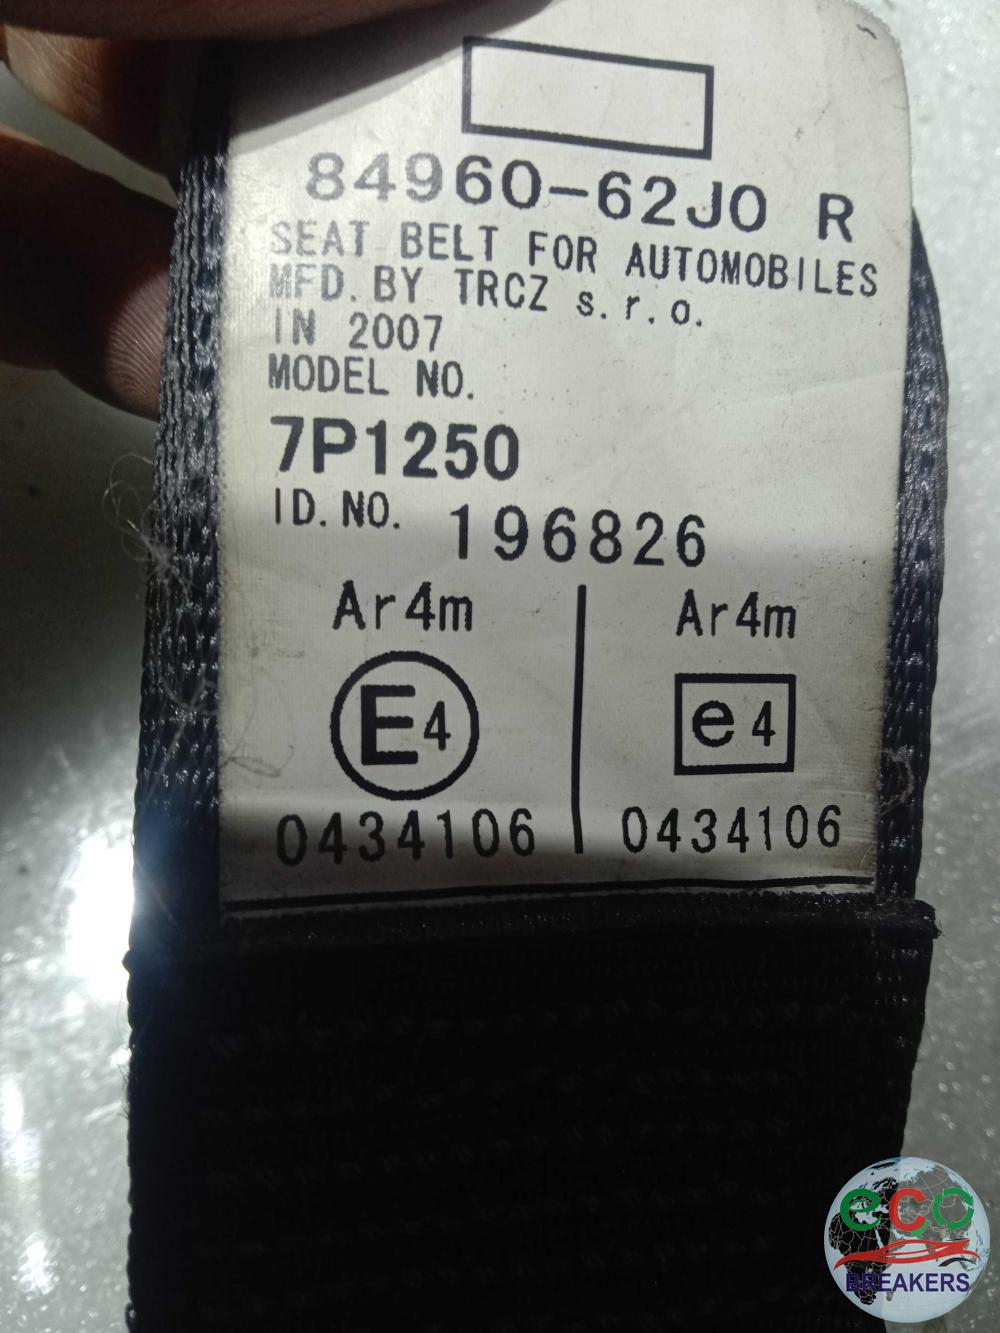 84960-62J0 R
SEAT BELT FOR AUTOMOBILES
MFD. BY TRCZ s.r.o.
IN 2007
MODEL NO.
7P1250
ID. NO. 196826
Ar4m
E4
0434106
Ar4m
e4
0434106
eco
BREAKERS